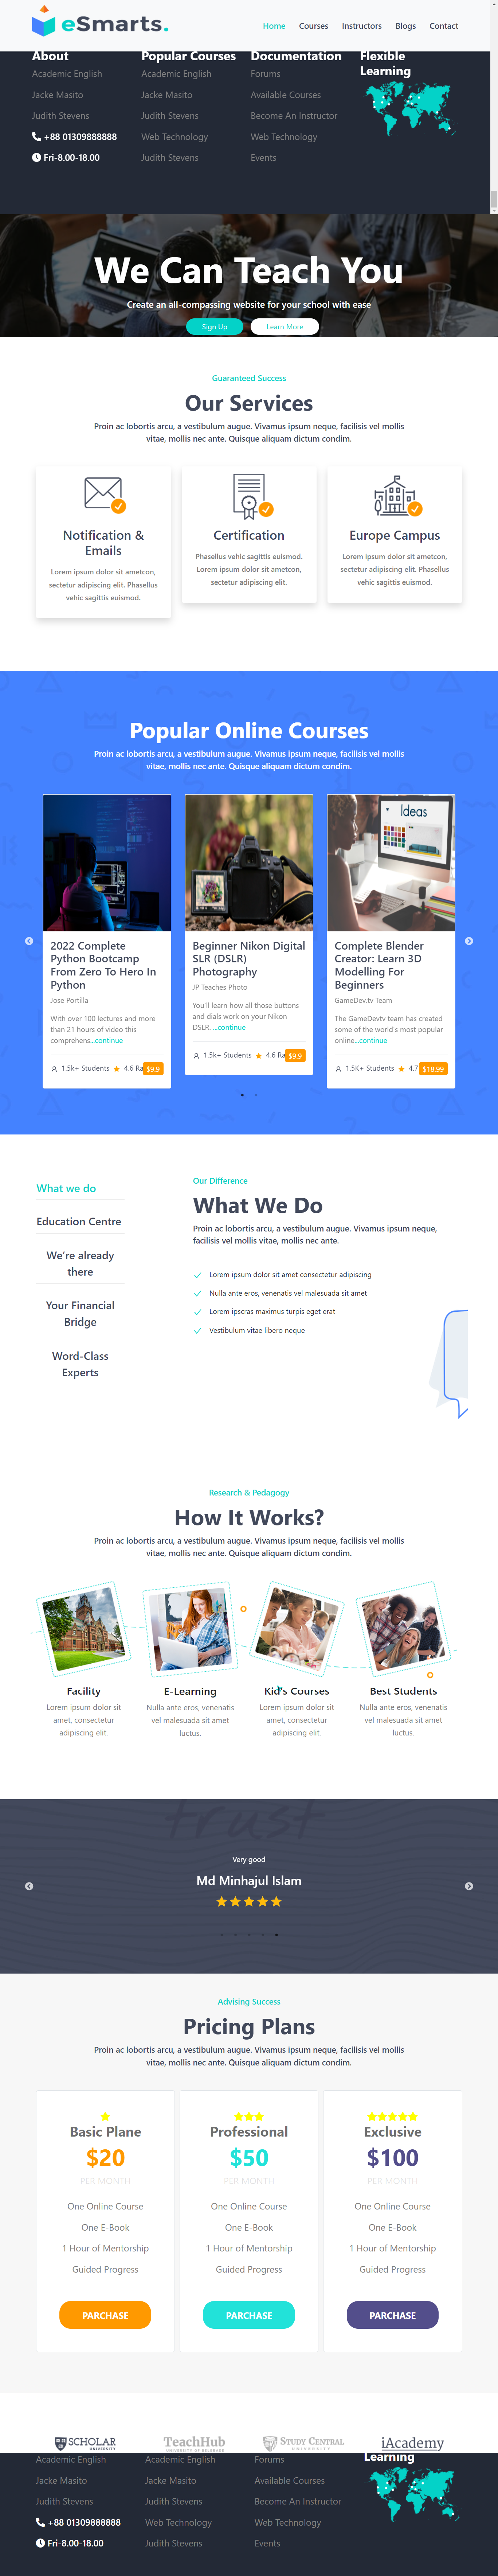 eSmarts.
Home Courses Instructors Blogs Contact
About Popular Courses Documentation Flexible
Learning
Academic English Academic English Forums
Jacke Masito Jacke Masito Available Courses
Judith Stevens Judith Stevens Become An Instructor
+88 01309888888 Web Technology Web Technology
Fri-8.00-18.00 Judith Stevens Events
We Can Teach You
Create an all-compassing website for your school with ease
Sign Up Learn More
Guaranteed Success
Our Services
Proin ac lobortis arcu, a vestibulum augue. Vivamus ipsum neque, facilisis vel mollis
vitae, mollis nec ante. Quisque aliquam dictum condim.
Notification &
Emails
Lorem ipsum dolor sit ametcon,
sectetur adipiscing elit. Phasellus
vehic sagittis euismod.
Certification
Phasellus vehic sagittis euismod.
Lorem ipsum dolor sit ametcon,
sectetur adipiscing elit.
Europe Campus
Lorem ipsum dolor sit ametcon,
sectetur adipiscing elit. Phasellus
vehic sagittis euismod.
Popular Online Courses
Proin ac lobortis arcu, a vestibulum augue. Vivamus ipsum neque, facilisis vel mollis
vitae, mollis nec ante. Quisque aliquam dictum condim.
Ideas
2022 Complete
Python Bootcamp
From Zero To Hero In
Python
Jose Portilla
With over 100 lectures and more
than 21 hours of video this
comprehens...continue
1.5k+ Students 4.6 Ra $9.9
Beginner Nikon Digital
SLR (DSLR)
Photography
JP Teaches Photo
You'll learn how all those buttons
and dials work on your Nikon
DSLR. ...continue
1.5k+ Students 4.6 Ra $9.9
Complete Blender
Creator: Learn 3D
Modelling For
Beginners
GameDev.tv Team
The GameDevtv team has created
some of the world's most popular
online...continue
1.5K+ Students 4.7 $18.99
What we do
Education Centre
We're already
there
Your Financial
Bridge
Word-Class
Experts
Our Difference
What We Do
Proin ac lobortis arcu, a vestibulum augue. Vivamus ipsum neque,
facilisis vel mollis vitae, mollis nec ante.
Lorem ipsum dolor sit amet consectetur adipiscing
Nulla ante eros, venenatis vel malesuada sit amet
Lorem ipscras maximus turpis eget erat
Vestibulum vitae libero neque
Research & Pedagogy
How It Works?
Proin ac lobortis arcu, a vestibulum augue. Vivamus ipsum neque, facilisis vel mollis
vitae, mollis nec ante. Quisque aliquam dictum condim.
Facility
Lorem ipsum dolor sit
amet, consectetur
adipiscing elit.
E-Learning
Nulla ante eros, venenatis
vel malesuada sit amet
luctus.
Kid's Courses
Lorem ipsum dolor sit
amet, consectetur
adipiscing elit.
Best Students
Nulla ante eros, venenatis
vel malesuada sit amet
luctus.
trust
Very good
Md Minhajul Islam
Advising Success
Pricing Plans
Proin ac lobortis arcu, a vestibulum augue. Vivamus ipsum neque, facilisis vel mollis
vitae, mollis nec ante. Quisque aliquam dictum condim.
Basic Plane
$20
PER MONTH
One Online Course
One E-Book
1 Hour of Mentorship
Guided Progress
PARCHASE
Professional
$50
PER MONTH
One Online Course
One E-Book
1 Hour of Mentorship
Guided Progress
PARCHASE
Exclusive
$100
PER MONTH
One Online Course
One E-Book
1 Hour of Mentorship
Guided Progress
PARCHASE
SCHOLAR
UNIVERSITY
TeachHub
STUDY CENTRAL
UNIVERSITY
iAcademy
Learning
Academic English Academic English Forums
Jacke Masito Jacke Masito Available Courses
Judith Stevens Judith Stevens Become An Instructor
+88 01309888888 Web Technology Web Technology
Fri-8.00-18.00 Judith Stevens Events